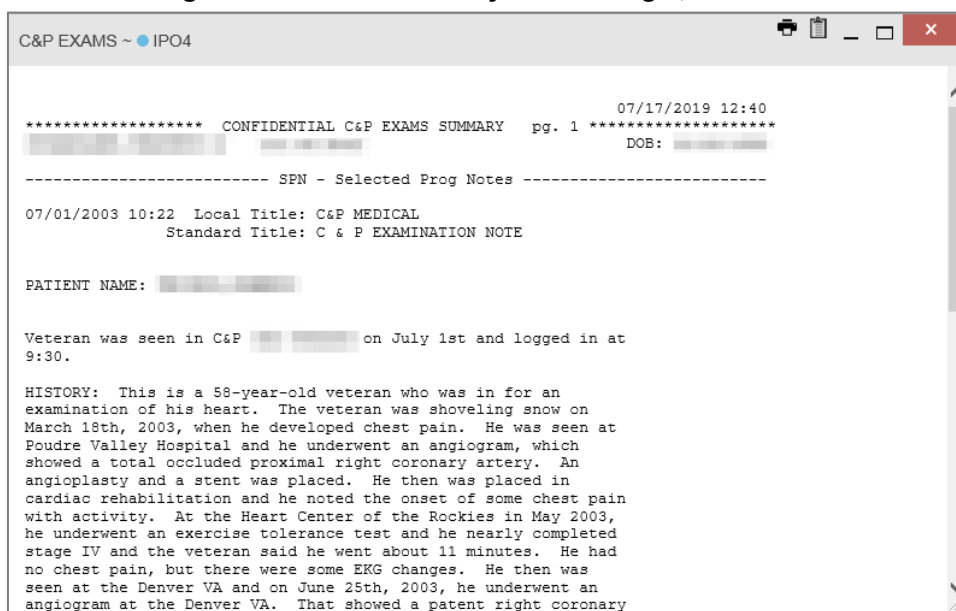 C&P EXAMS ~ IPO4
07/17/2019 12:40
******************* CONFIDENTIAL C&P EXAMS SUMMARY pg. 1 ********************
DOB:
-------------------------- SPN - Selected Prog Notes --------------------------
07/01/2003 10:22 Local Title: C&P MEDICAL
Standard Title: C & P EXAMINATION NOTE
PATIENT NAME:
Veteran was seen in C&P on July 1st and logged in at
9:30.
HISTORY: This is a 58-year-old veteran who was in for an
examination of his heart. The veteran was shoveling snow on
March 18th, 2003, when he developed chest pain. He was seen at
Poudre Valley Hospital and he underwent an angiogram, which
showed a total occluded proximal right coronary artery. An
angioplasty and a stent was placed. He then was placed in
cardiac rehabilitation and he noted the onset of some chest pain
with activity. At the Heart Center of the Rockies in May 2003,
he underwent an exercise tolerance test and he nearly completed
stage IV and the veteran said he went about 11 minutes. He had
no chest pain, but there were some EKG changes. He then was
seen at the Denver VA and on June 25th, 2003, he underwent an
angiogram at the Denver VA. That showed a patent right coronary